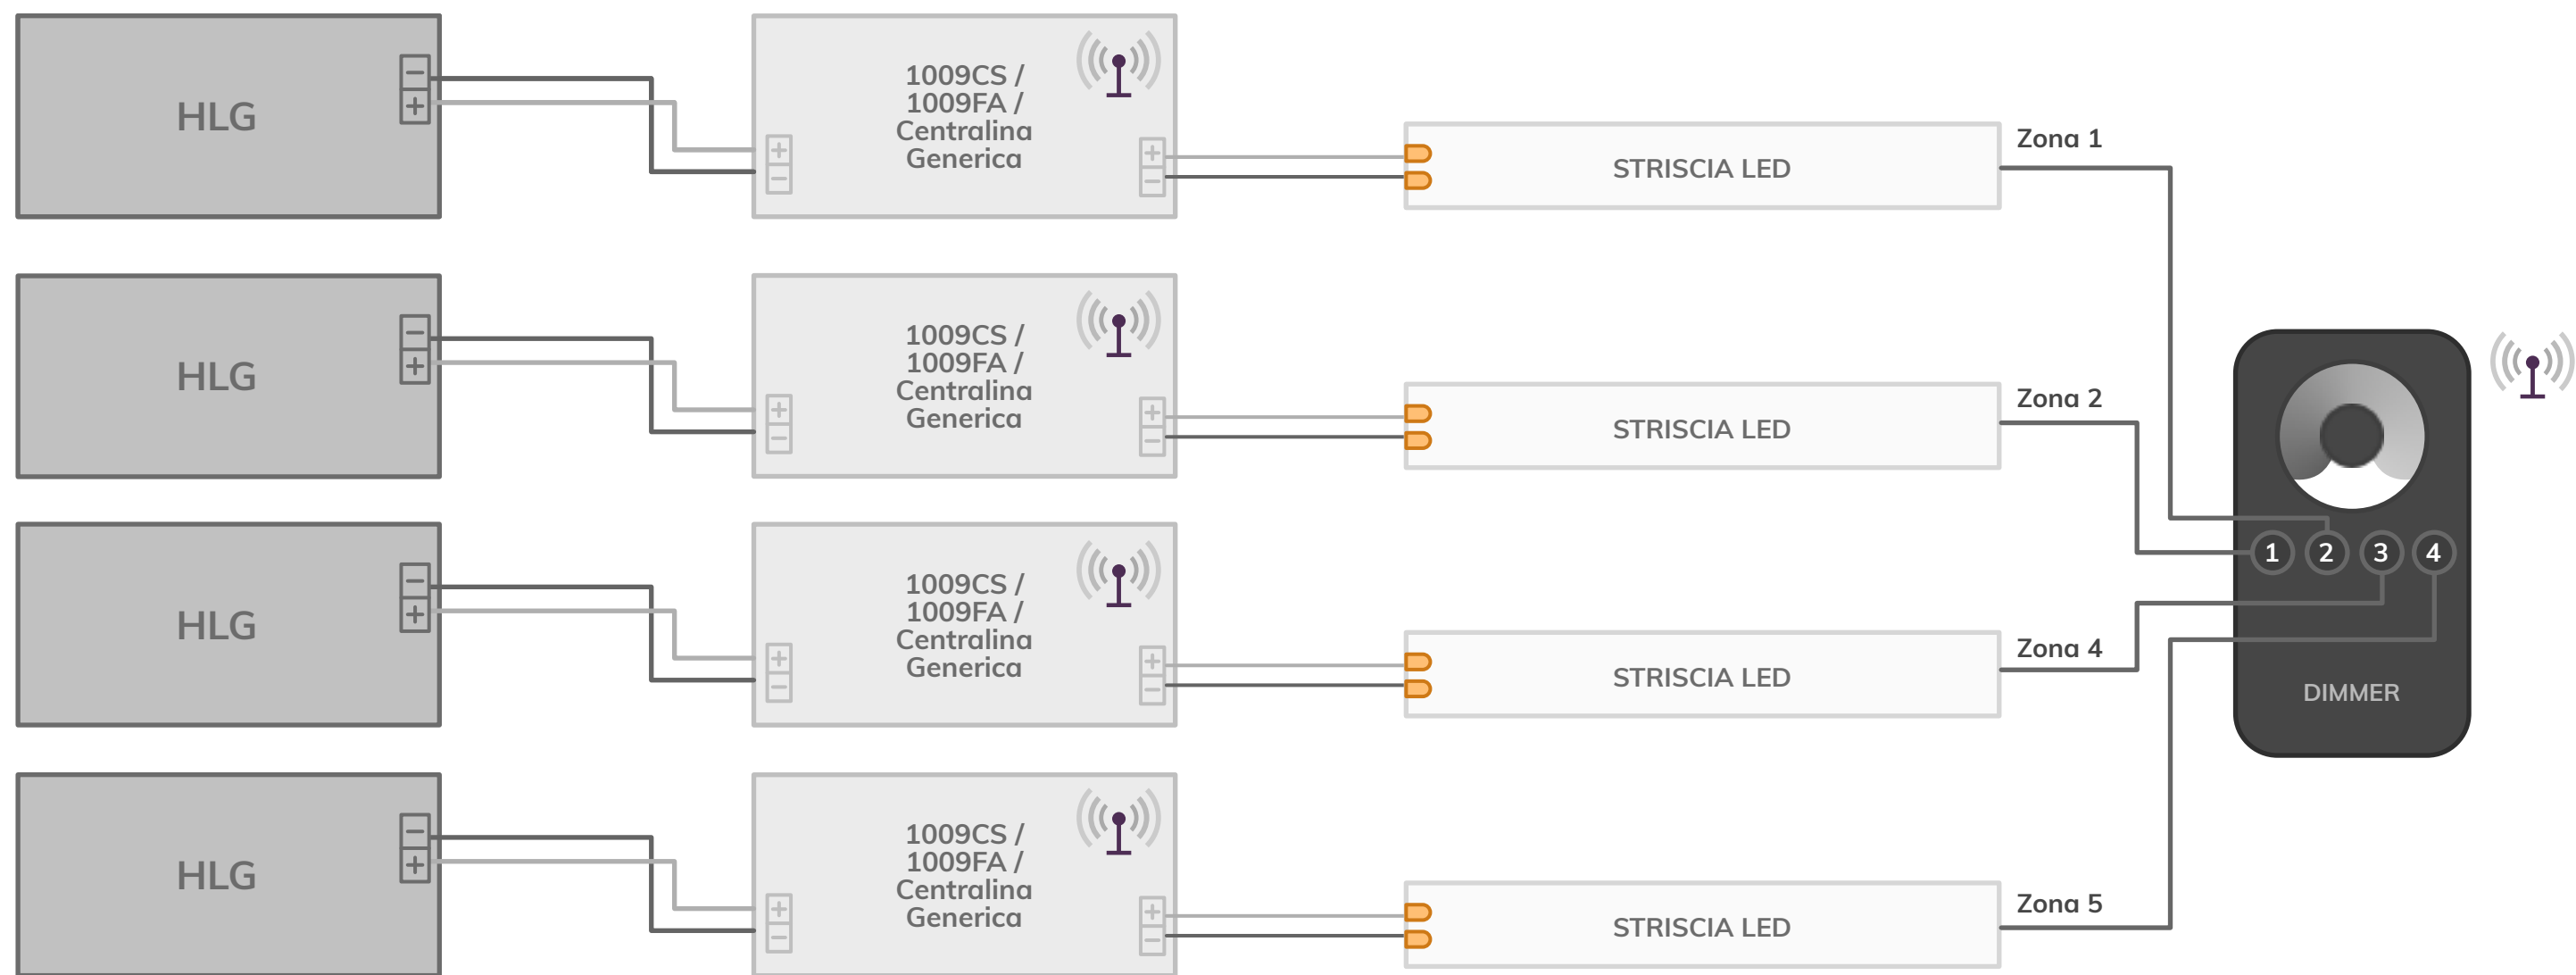 HLG
1009CS /
1009FA /
Centralina
Generica
STRISCIA LED
Zona 1
HLG
1009CS /
1009FA /
Centralina
Generica
STRISCIA LED
Zona 2
HLG
1009CS /
1009FA /
Centralina
Generica
STRISCIA LED
Zona 4
HLG
1009CS /
1009FA /
Centralina
Generica
STRISCIA LED
Zona 5
1 2 3 4
DIMMER